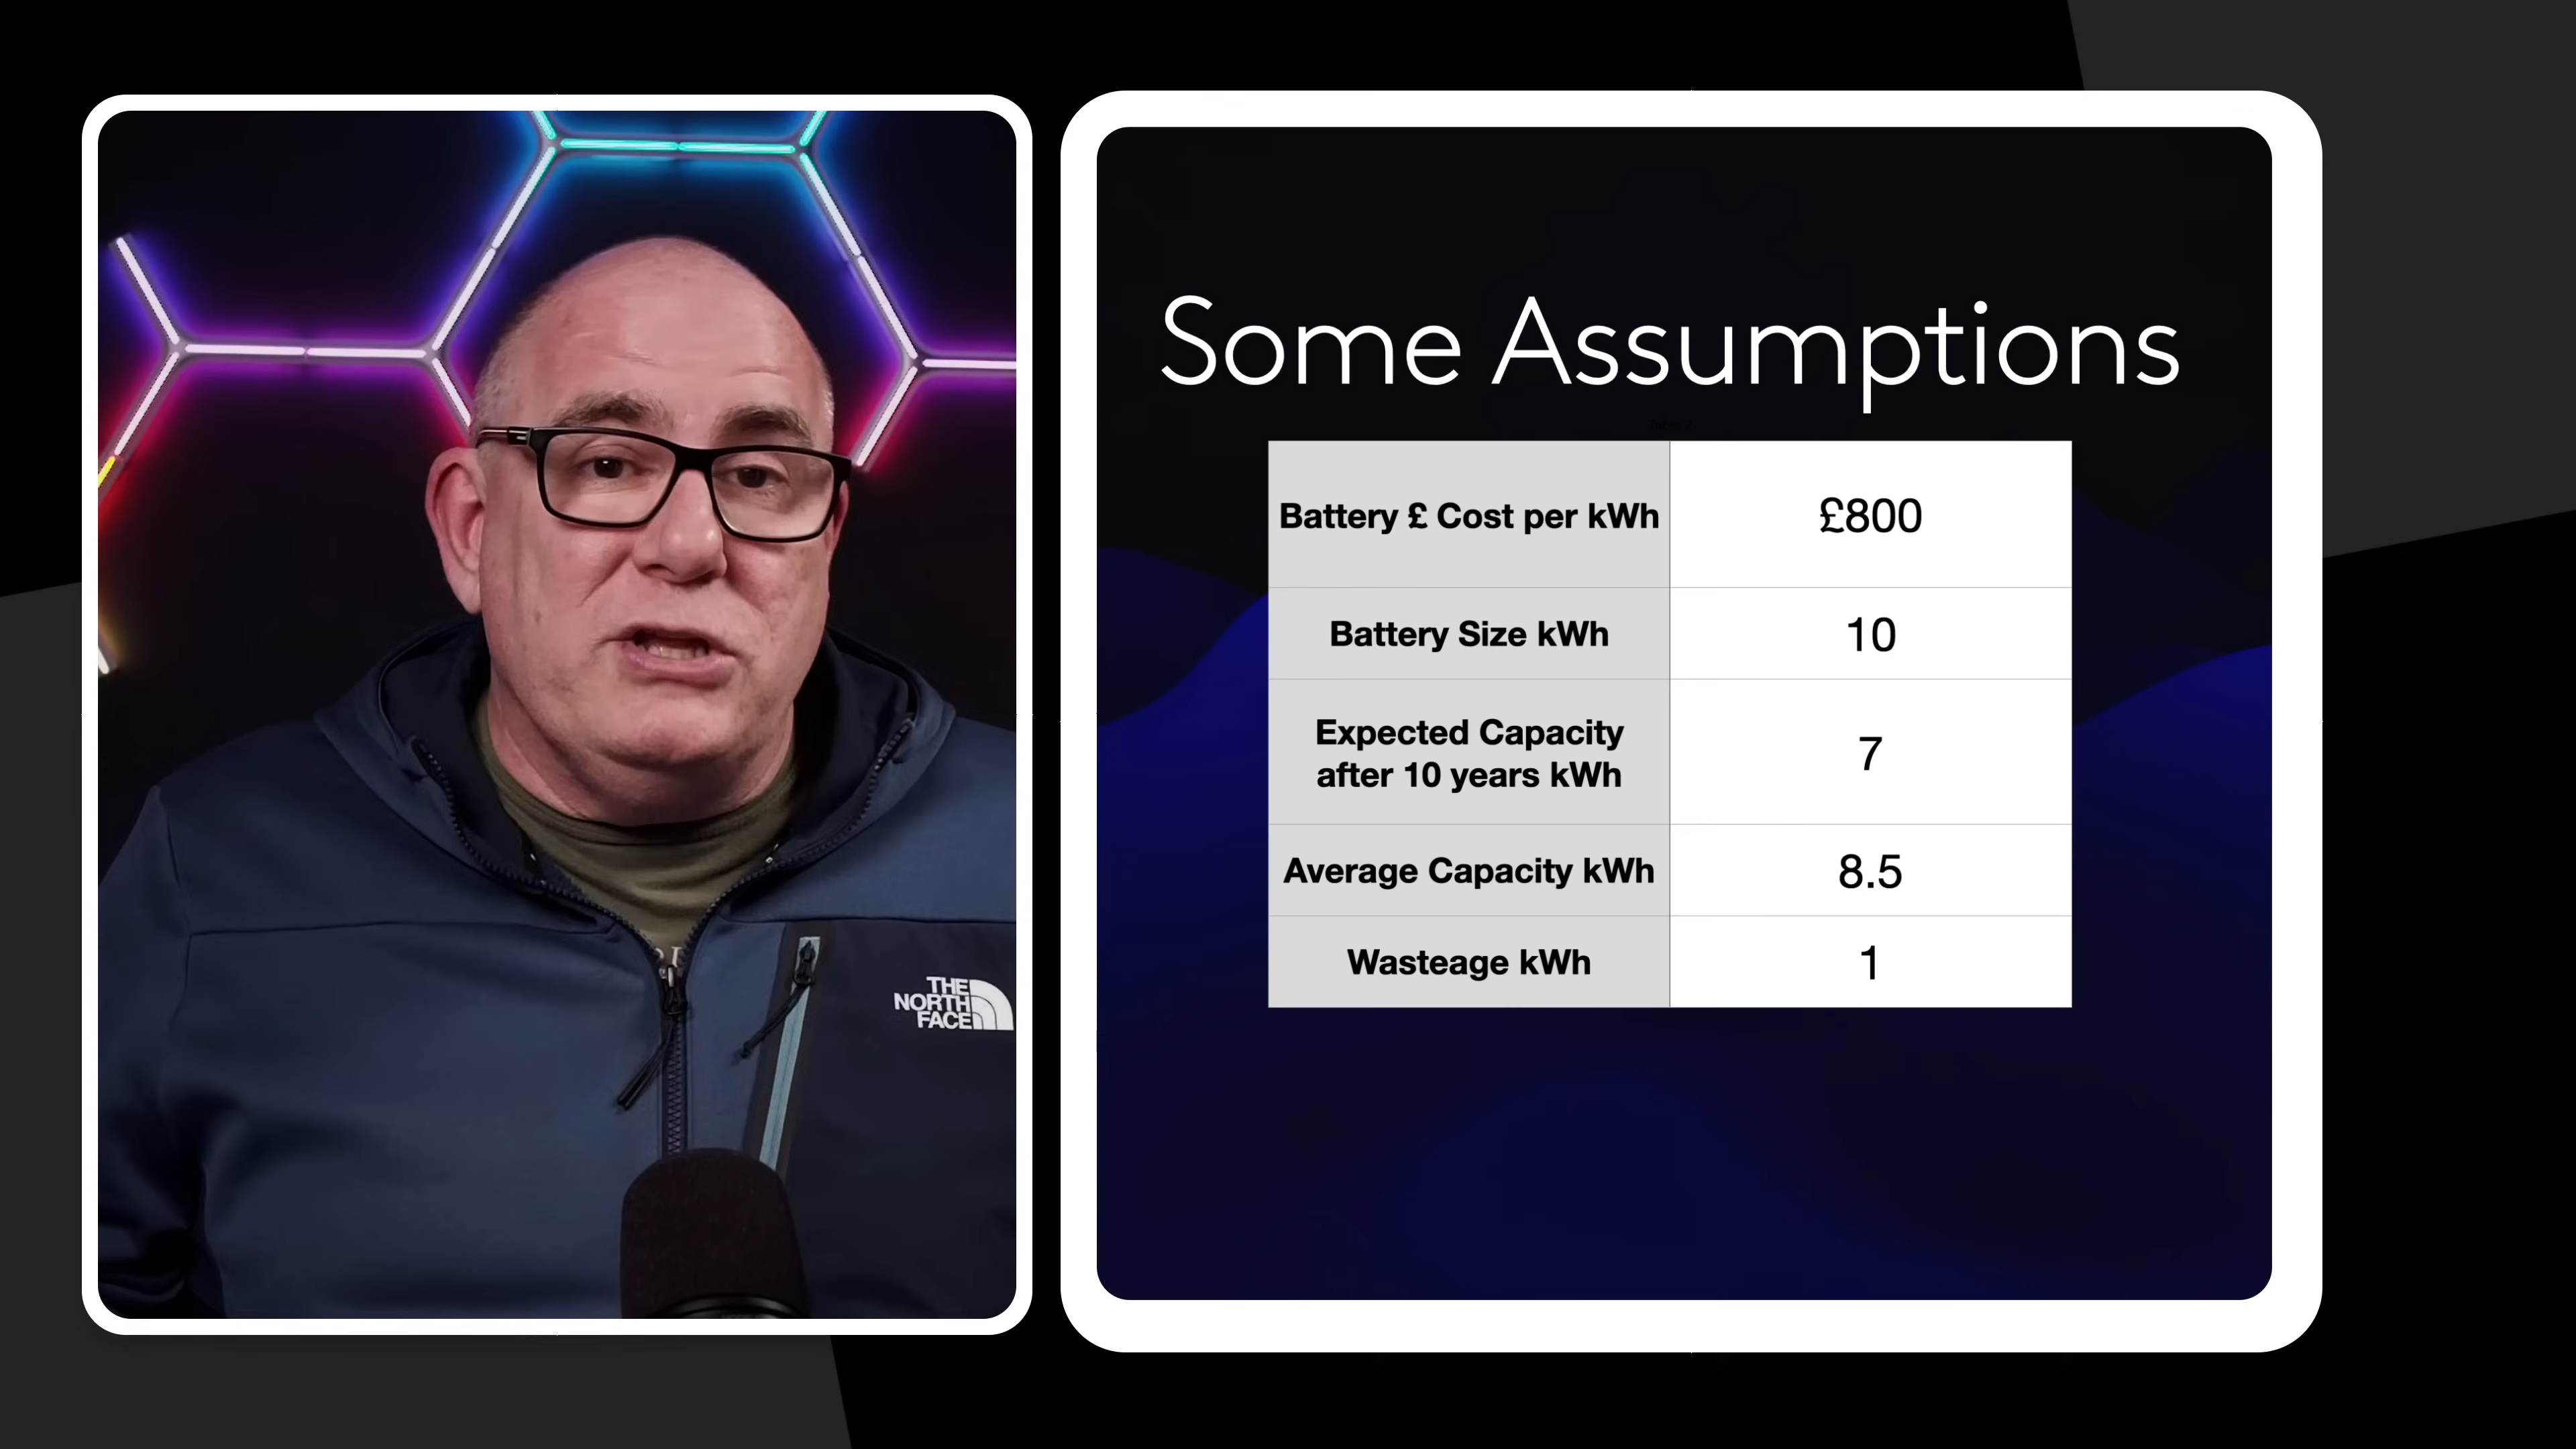 Some Assumptions
Battery £ Cost per kWh £800
Battery Size kWh 10
Expected Capacity
after 10 years kWh 7
Average Capacity kWh 8.5
Wasteage kWh 1
THE
NORTH
FACE